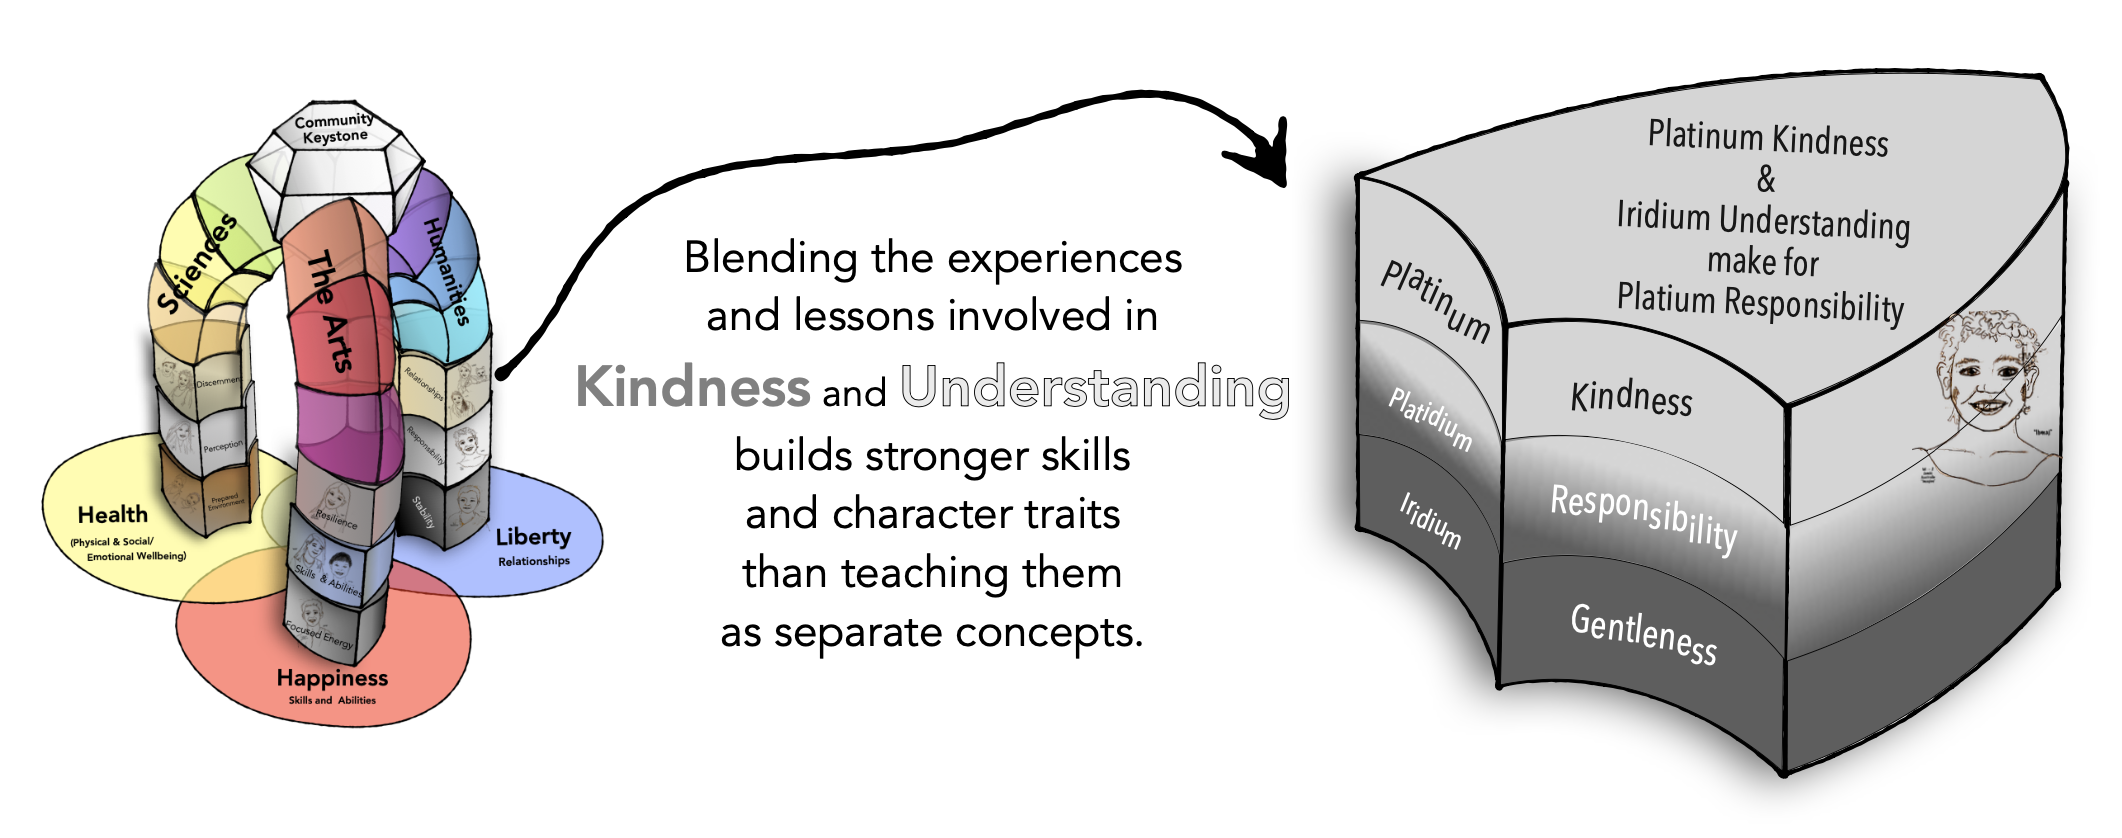 Community
Keystone
Sciences
The Arts
Humanities
Discernment
Perception
Prepared
Environment
Resilience
Skills & Abilities
Focused Energy
Relationships
Responsibility
Stability
Health
(Physical & Social/
Emotional Wellbeing)
Liberty
Relationships
Happiness
Skills and Abilities
Blending the experiences
and lessons involved in
Kindness and Understanding
builds stronger skills
and character traits
than teaching them
as separate concepts.
Platinum Kindness
&
Iridium Understanding
make for
Platium Responsibility
Platinum
Platidium
Iridium
Kindness
Responsibility
Gentleness